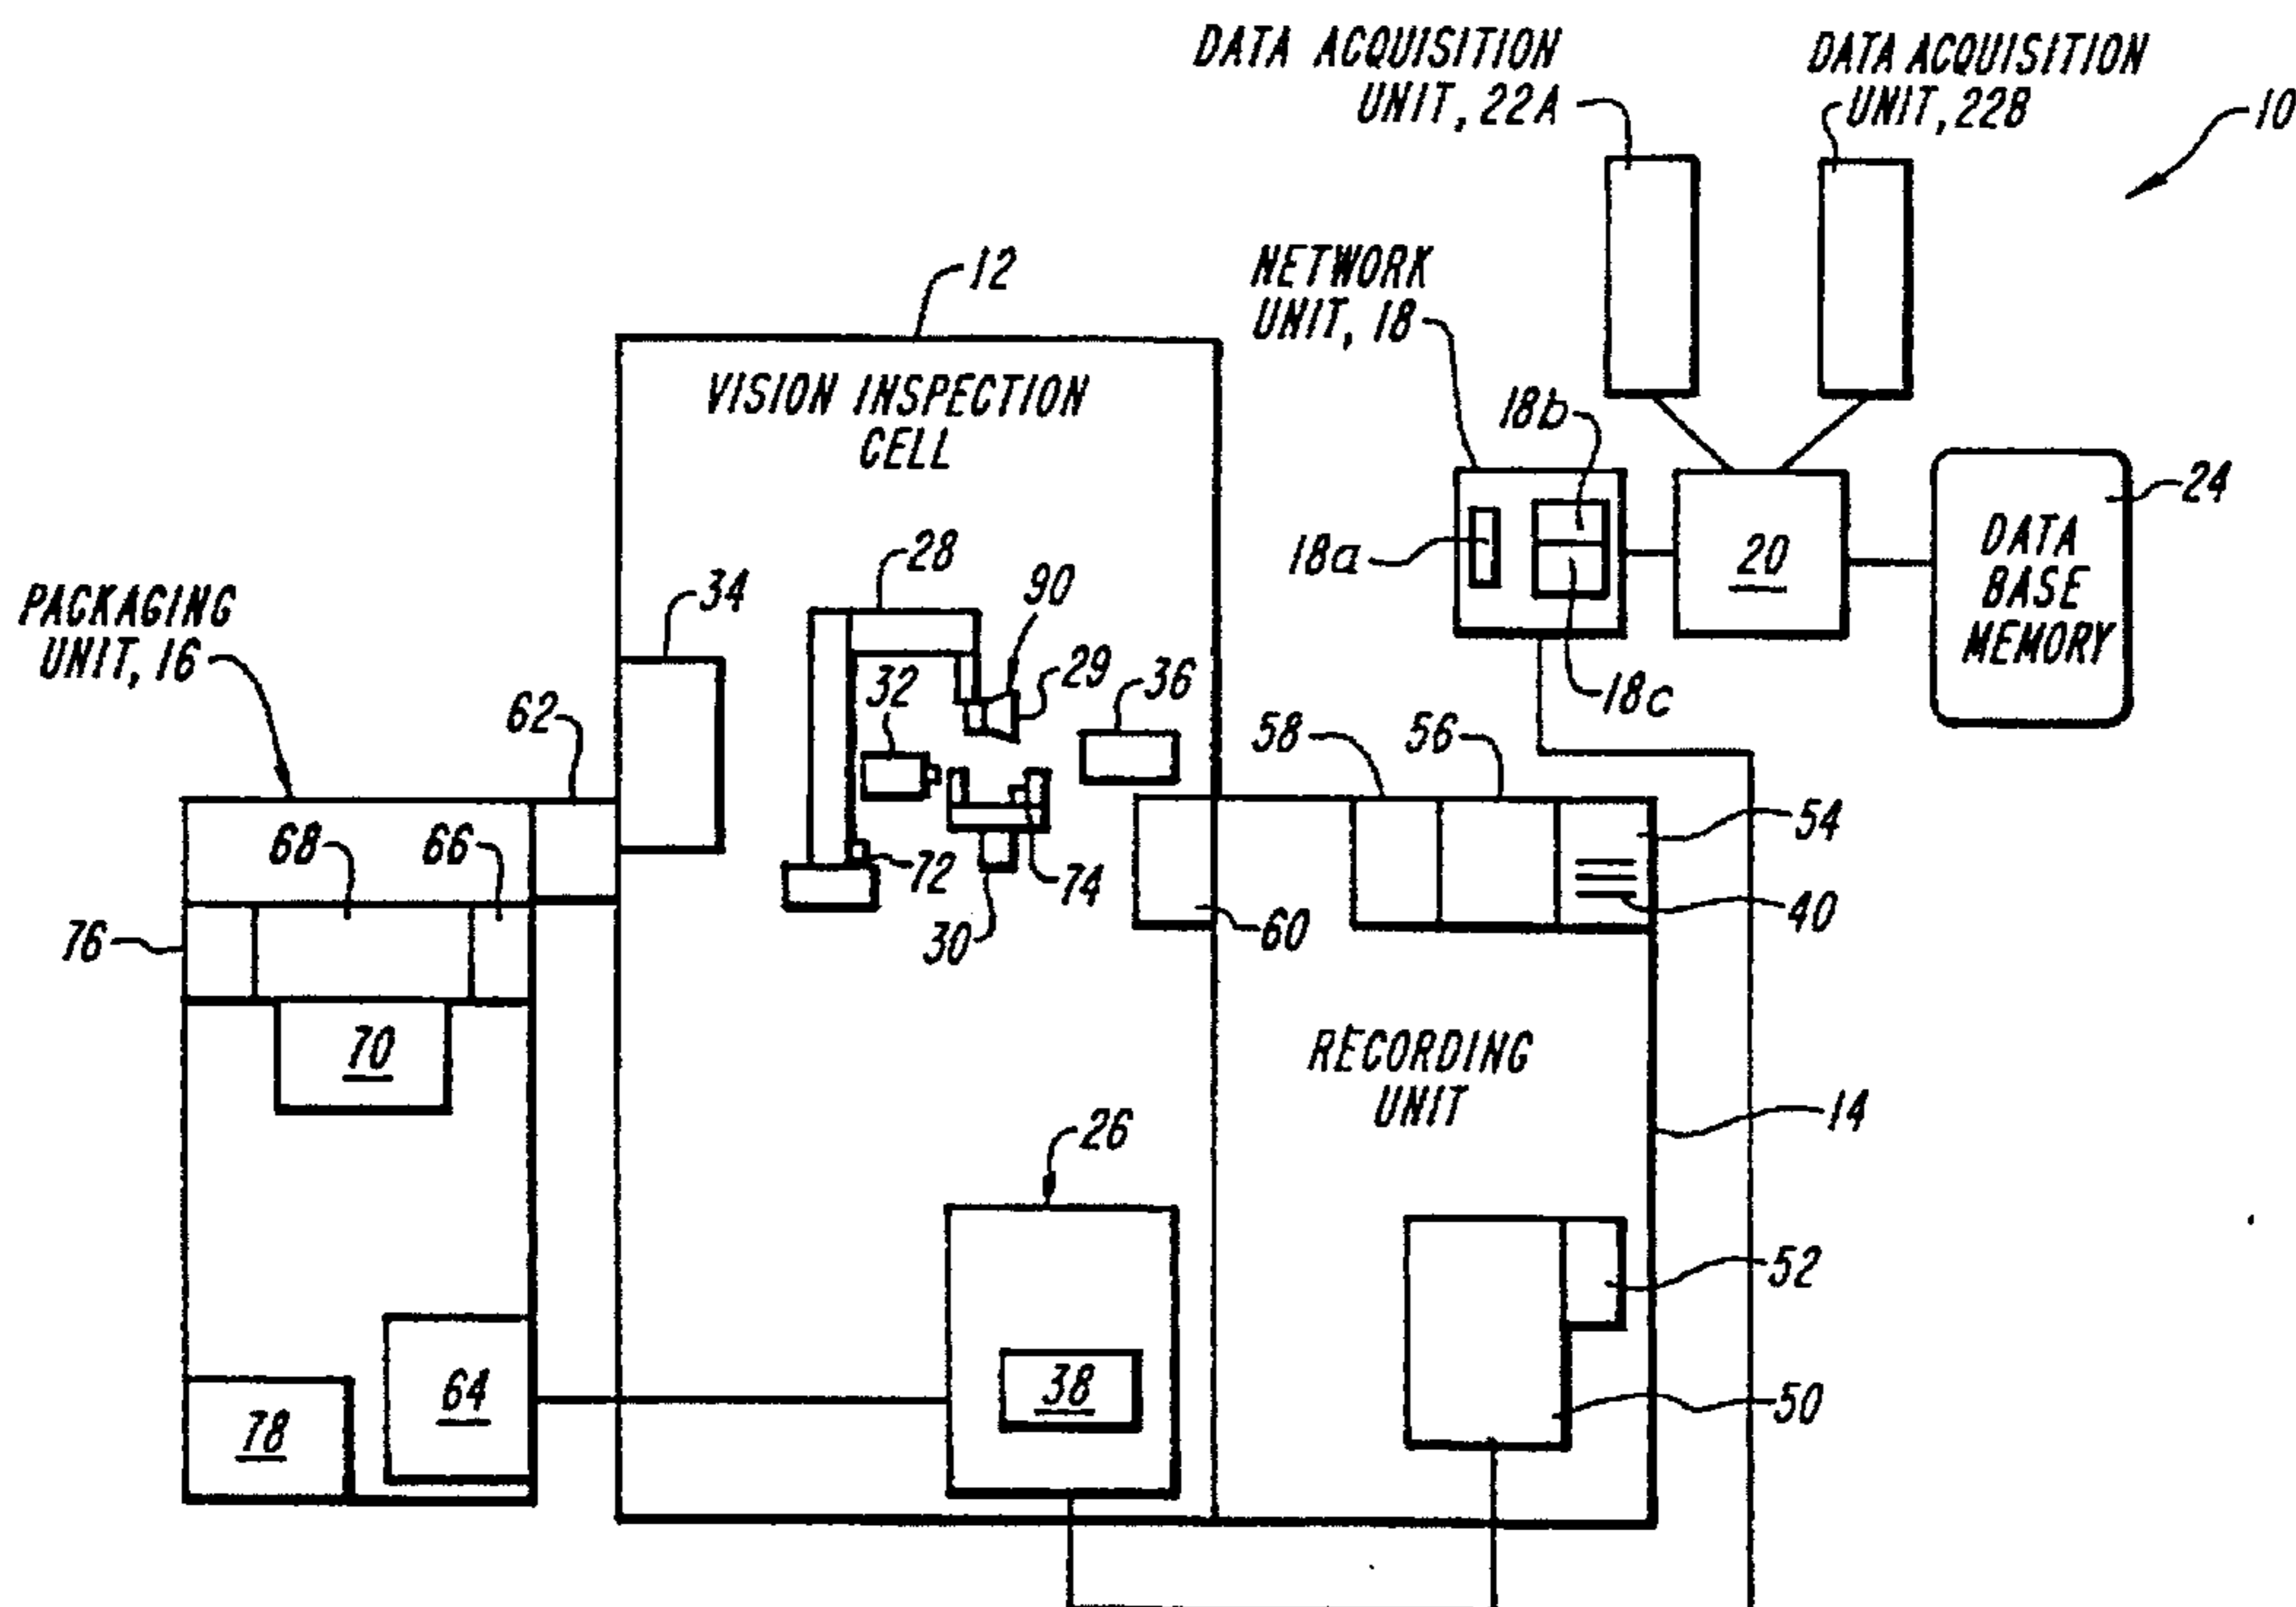 DATA ACQUISITION
UNIT, 22A
DATA ACQUISITION
UNIT, 22B
10
NETWORK
UNIT, 18
12
VISION INSPECTION
CELL
18b
18a
18c
20
24
DATA
BASE
MEMORY
28
90
34
29
32
36
PACKAGING
UNIT, 16
62
58
56
54
68
66
72
74
40
76
30
60
70
RECORDING
UNIT
26
14
52
38
64
50
78